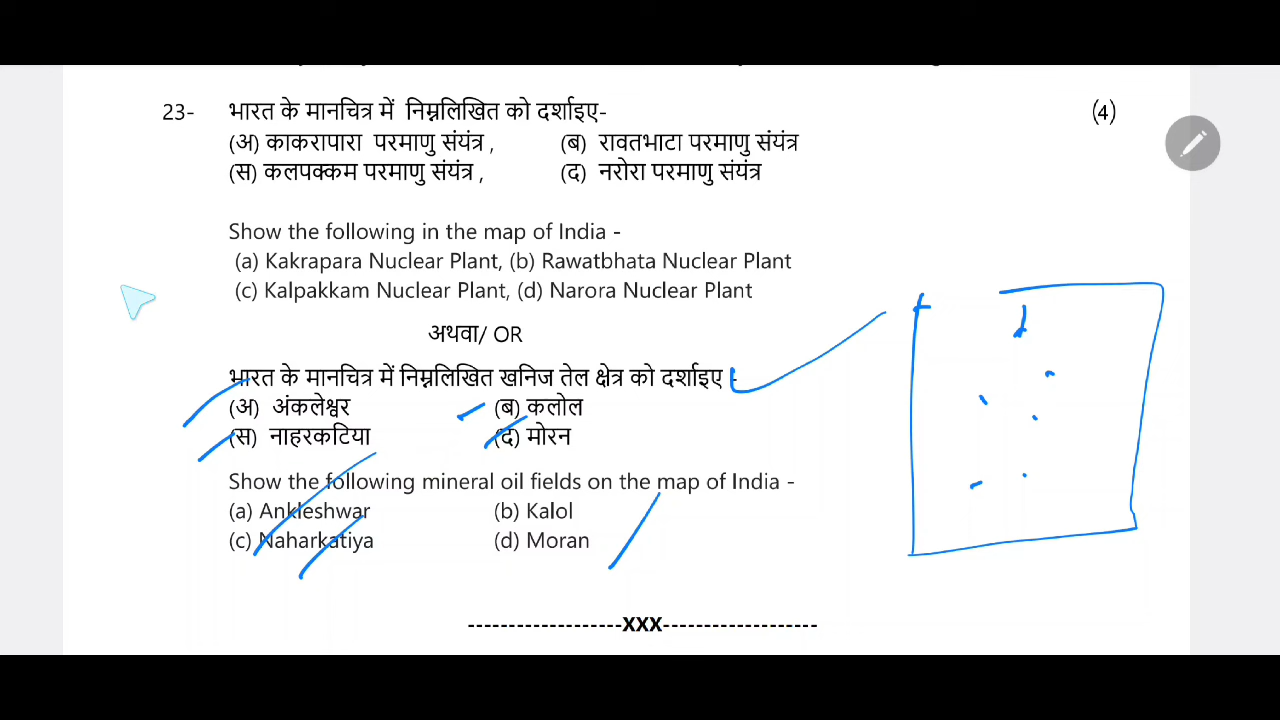 23- भारत के मानचित्र में निम्नलिखित को दर्शाइए- (4)
(अ) काकरापारा परमाणु संयंत्र , (ब) रावतभाटा परमाणु संयंत्र
(स) कलपक्कम परमाणु संयंत्र , (द) नरोरा परमाणु संयंत्र
Show the following in the map of India -
(a) Kakrapara Nuclear Plant, (b) Rawatbhata Nuclear Plant
(c) Kalpakkam Nuclear Plant, (d) Narora Nuclear Plant
अथवा/ OR
भारत के मानचित्र में निम्नलिखित खनिज तेल क्षेत्र को दर्शाइए -
(अ) अंकलेश्वर (ब) कलोल
(स) नाहरकटिया (द) मोरन
Show the following mineral oil fields on the map of India -
(a) Ankleshwar (b) Kalol
(c) Naharkatiya (d) Moran
-------------------XXX-------------------